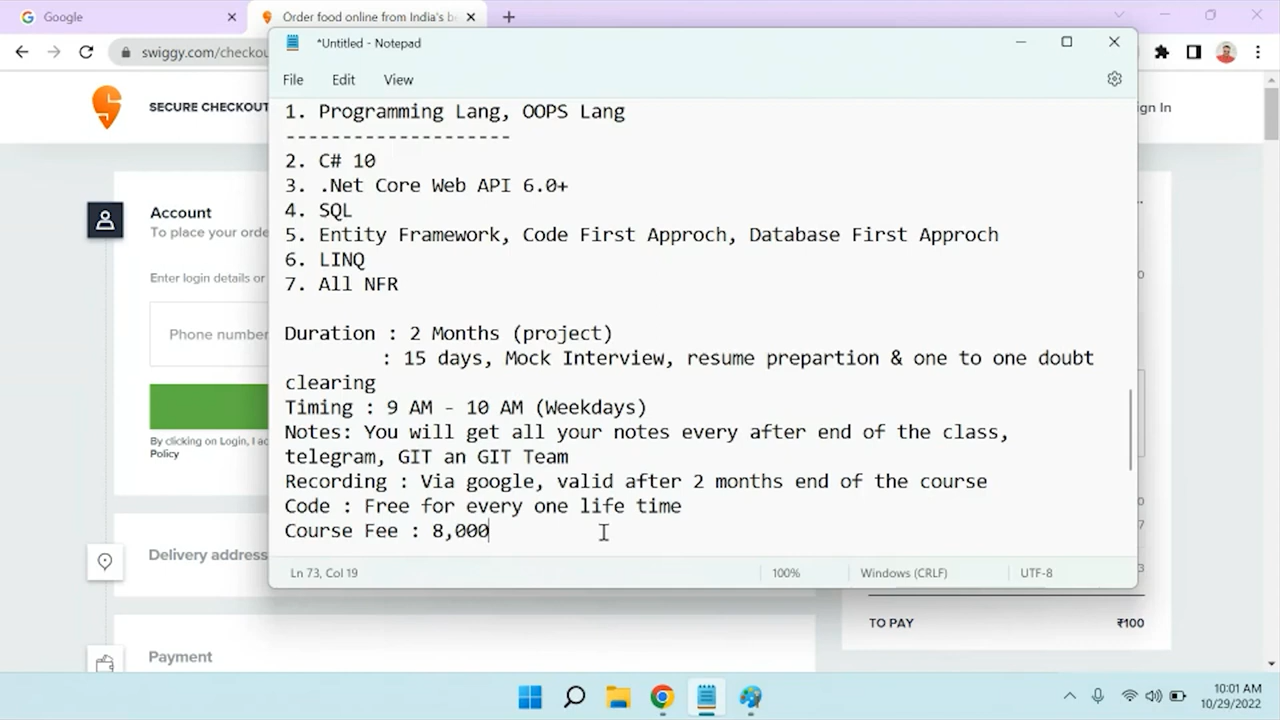 Google
Order food online from India's b
swiggy.com/checkou
*Untitled - Notepad
File Edit View
SECURE CHECKOUT
gn In
1. Programming Lang, OOPS Lang
--------------------
2. C# 10
3. .Net Core Web API 6.0+
4. SQL
5. Entity Framework, Code First Approch, Database First Approch
6. LINQ
7. All NFR
Duration : 2 Months (project)
: 15 days, Mock Interview, resume prepartion & one to one doubt
clearing
Timing : 9 AM - 10 AM (Weekdays)
Notes: You will get all your notes every after end of the class,
telegram, GIT an GIT Team
Recording : Via google, valid after 2 months end of the course
Code : Free for every one life time
Course Fee : 8,000
Ln 73, Col 19
100%
Windows (CRLF)
UTF-8
Account
To place your orde
Enter login details or
Phone number
By clicking on Login, I ac
Policy
Delivery address
Payment
TO PAY ₹100
10:01 AM
10/29/2022